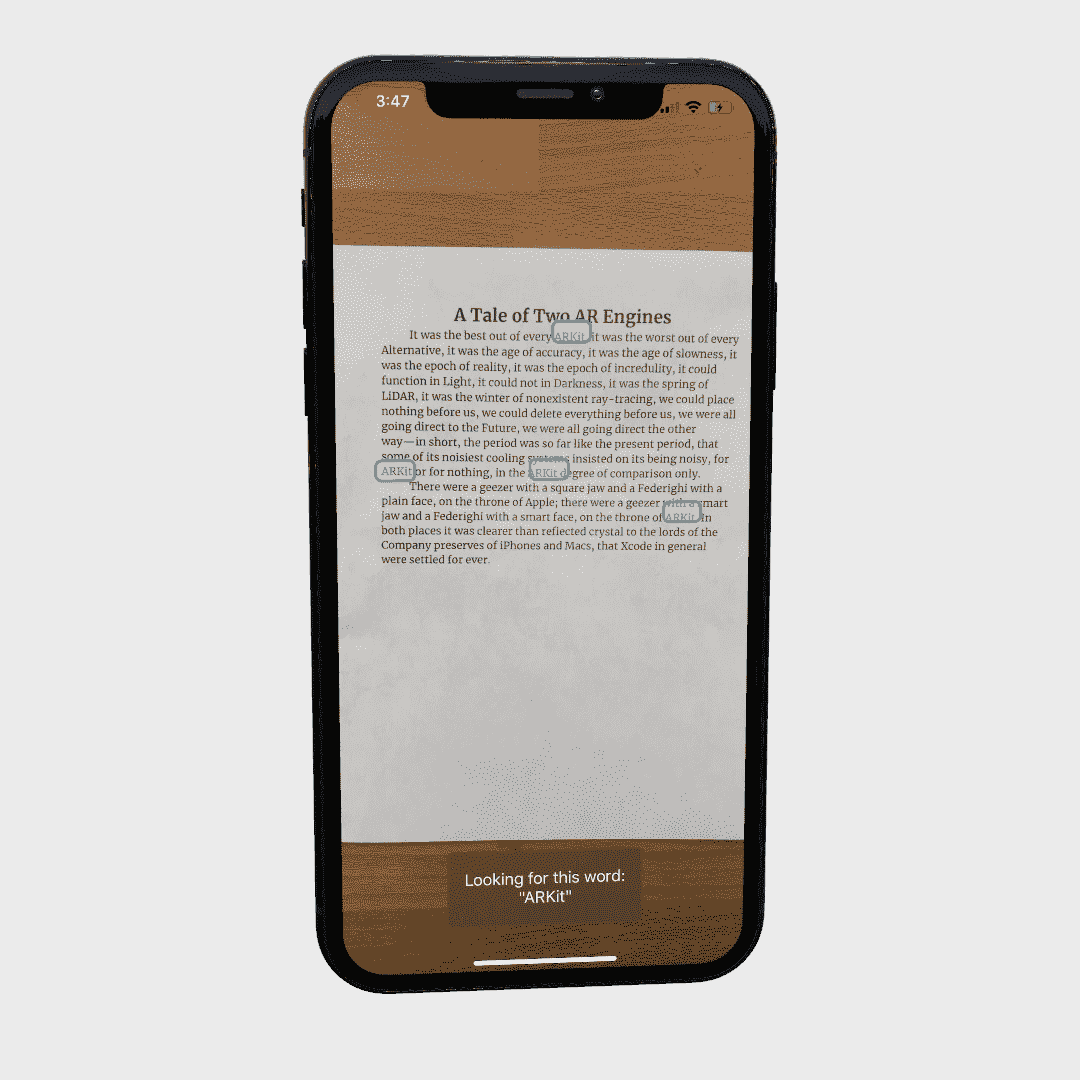 3:47
A Tale of Two AR Engines
It was the best out of every ARKit it was the worst out of every
Alternative, it was the age of accuracy, it was the age of slowness, it
was the epoch of reality, it was the epoch of incredulity, it could
function in Light, it could not in Darkness, it was the spring of
LiDAR, it was the winter of nonexistent ray-tracing, we could place
nothing before us, we could delete everything before us, we were all
going direct to the Future, we were all going direct the other
way—in short, the period was so far like the present period, that
some of its noisiest cooling systems insisted on its being noisy, for
ARKit or for nothing, in the ARKit degree of comparison only.
There were a geezer with a square jaw and a Federighi with a
plain face, on the throne of Apple; there were a geezer with a smart
jaw and a Federighi with a smart face, on the throne of ARKit in
both places it was clearer than reflected crystal to the lords of the
Company preserves of iPhones and Macs, that Xcode in general
were settled for ever.
Looking for this word:
"ARKit"